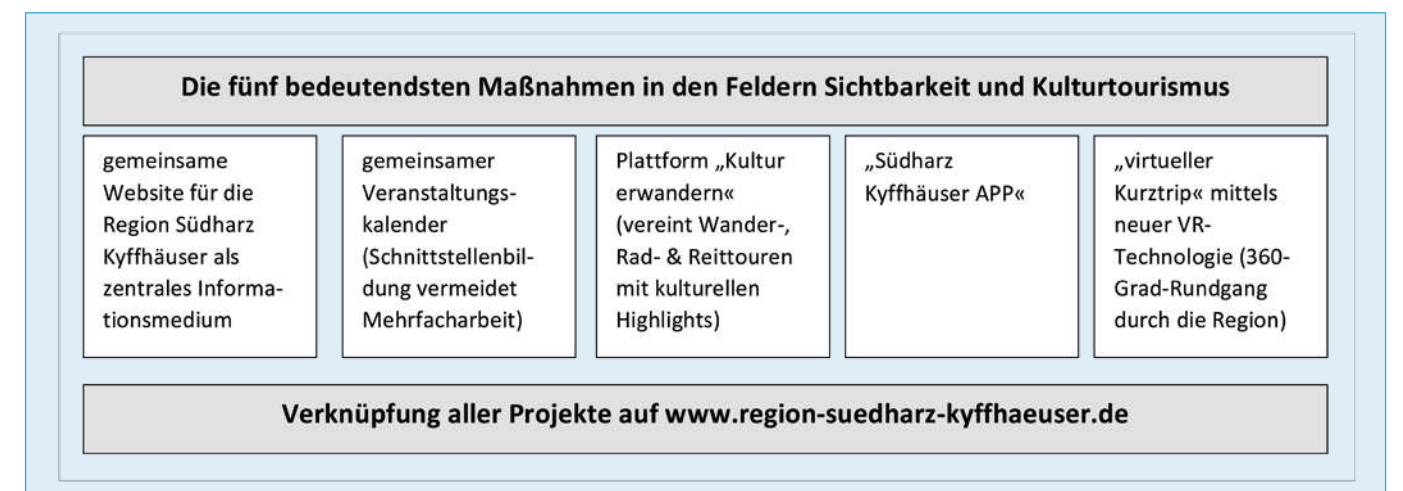 Die fünf bedeutendsten Maßnahmen in den Feldern Sichtbarkeit und Kulturtourismus
gemeinsame
Website für die
Region Südharz
Kyffhäuser als
zentrales Informa-
tionsmedium
gemeinsamer
Veranstaltungs-
kalender
(Schnittstellenbil-
dung vermeidet
Mehrfacharbeit)
Plattform „Kultur
erwandern«
(vereint Wander-,
Rad- & Reittouren
mit kulturellen
Highlights)
„Südharz
Kyffhäuser APP«
„virtueller
Kurztrip« mittels
neuer VR-
Technologie (360-
Grad-Rundgang
durch die Region)
Verknüpfung aller Projekte auf www.region-suedharz-kyffhaeuser.de